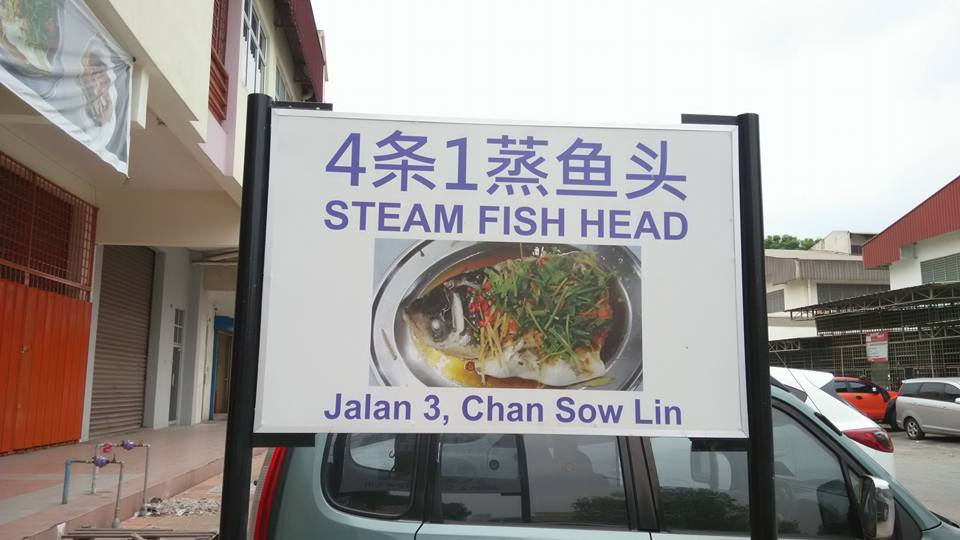 4条1蒸鱼头
STEAM FISH HEAD
Jalan 3, Chan Sow Lin